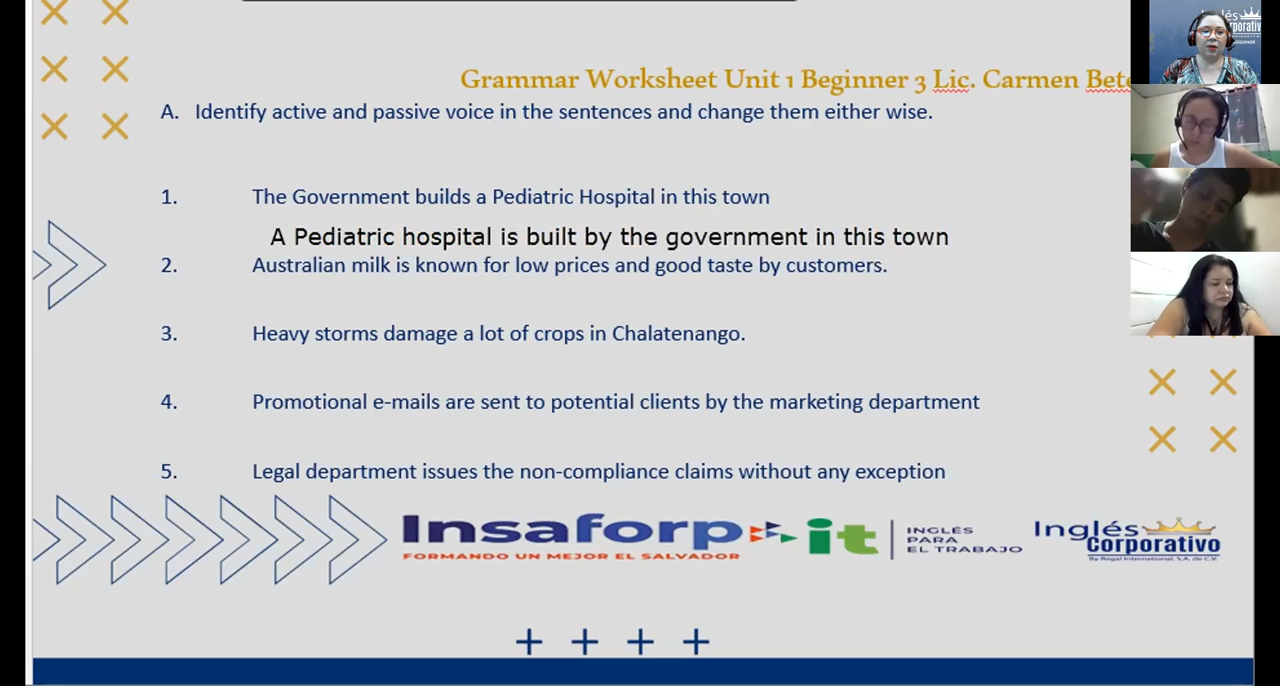 Grammar Worksheet Unit 1 Beginner 3 Lic. Carmen Bete
A. Identify active and passive voice in the sentences and change them either wise.
1. The Government builds a Pediatric Hospital in this town
A Pediatric hospital is built by the government in this town
2. Australian milk is known for low prices and good taste by customers.
3. Heavy storms damage a lot of crops in Chalatenango.
4. Promotional e-mails are sent to potential clients by the marketing department
5. Legal department issues the non-compliance claims without any exception
Insaforp
FORMANDO UN MEJOR EL SALVADOR
it
INGLÉS
PARA
EL TRABAJO
Inglés
Corporativo
By Regal International, S.A. de C.V.